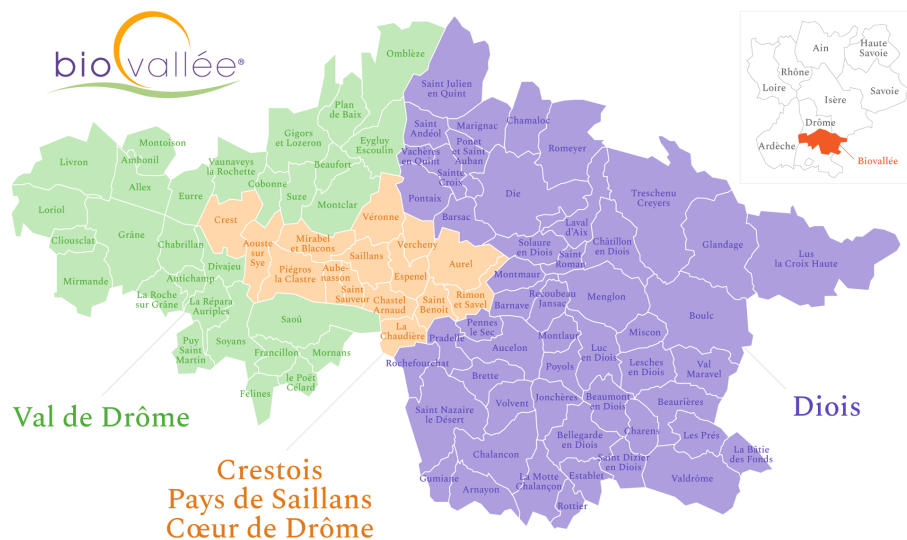 biovallée®
Omblèze
Plan
de Baix
Gigors
et Lozeron
Eygluy
Escoulin
Montoison
Vaunaveys
la Rochette
Beaufort
Livron
Ambonil
Allex
Eurre
Cobonne
Suze
Montclar
Loriol
Grâne
Cliousclat
Chabrillan
Mirmande
Autichamp
Divajeu
La Roche
sur Grâne
La Répara
Auriples
Saoû
Puy
Saint
Martin
Soyans
Francillon
Mornans
le Poët
Célard
Félines
Crest
Véronne
Aouste
sur
Sye
Mirabel
et Blacons
Saillans
Vercheny
Aurel
Piégros
la Clastre
Aube-
nasson
Espenel
Saint
Sauveur
Chastel
Arnaud
Saint
Benoit
Rimon
et Savel
La
Chaudière
Saint Julien
en Quint
Saint
Andéol
Marignac
Chamaloc
Vachères
en Quint
Ponet
et Saint
Auban
Romeyer
Sainte
Croix
Pontaix
Die
Barsac
Treschenu
Creyers
Laval
d'Aix
Solaure
en Diois
Saint
Roman
Châtillon
en Diois
Glandage
Lus
la Croix Haute
Montmaur
Barnave
Recoubeau
Jansac
Menglon
Boulc
Pennes
le Sec
Pradelle
Montlaur
Miscon
Rochefourchat
Aucelon
Luc
en Diois
Poyols
Lesches
en Diois
Val
Maravel
Brette
Volvent
Jonchères
Beaumont
en Diois
Beaurières
Saint Nazaire
le Désert
Bellegarde
en Diois
Charens
Les Prés
La Bâtie
des Fonds
Chalancon
Saint Dizier
en Diois
Gumiane
Arnayon
La Motte
Chalançon
Establet
Valdrôme
Rottier
Val de Drôme
Crestois
Pays de Saillans
Cœur de Drôme
Diois
Ain
Haute
Savoie
Rhône
Loire
Savoie
Isère
Drôme
Ardèche
Biovallée